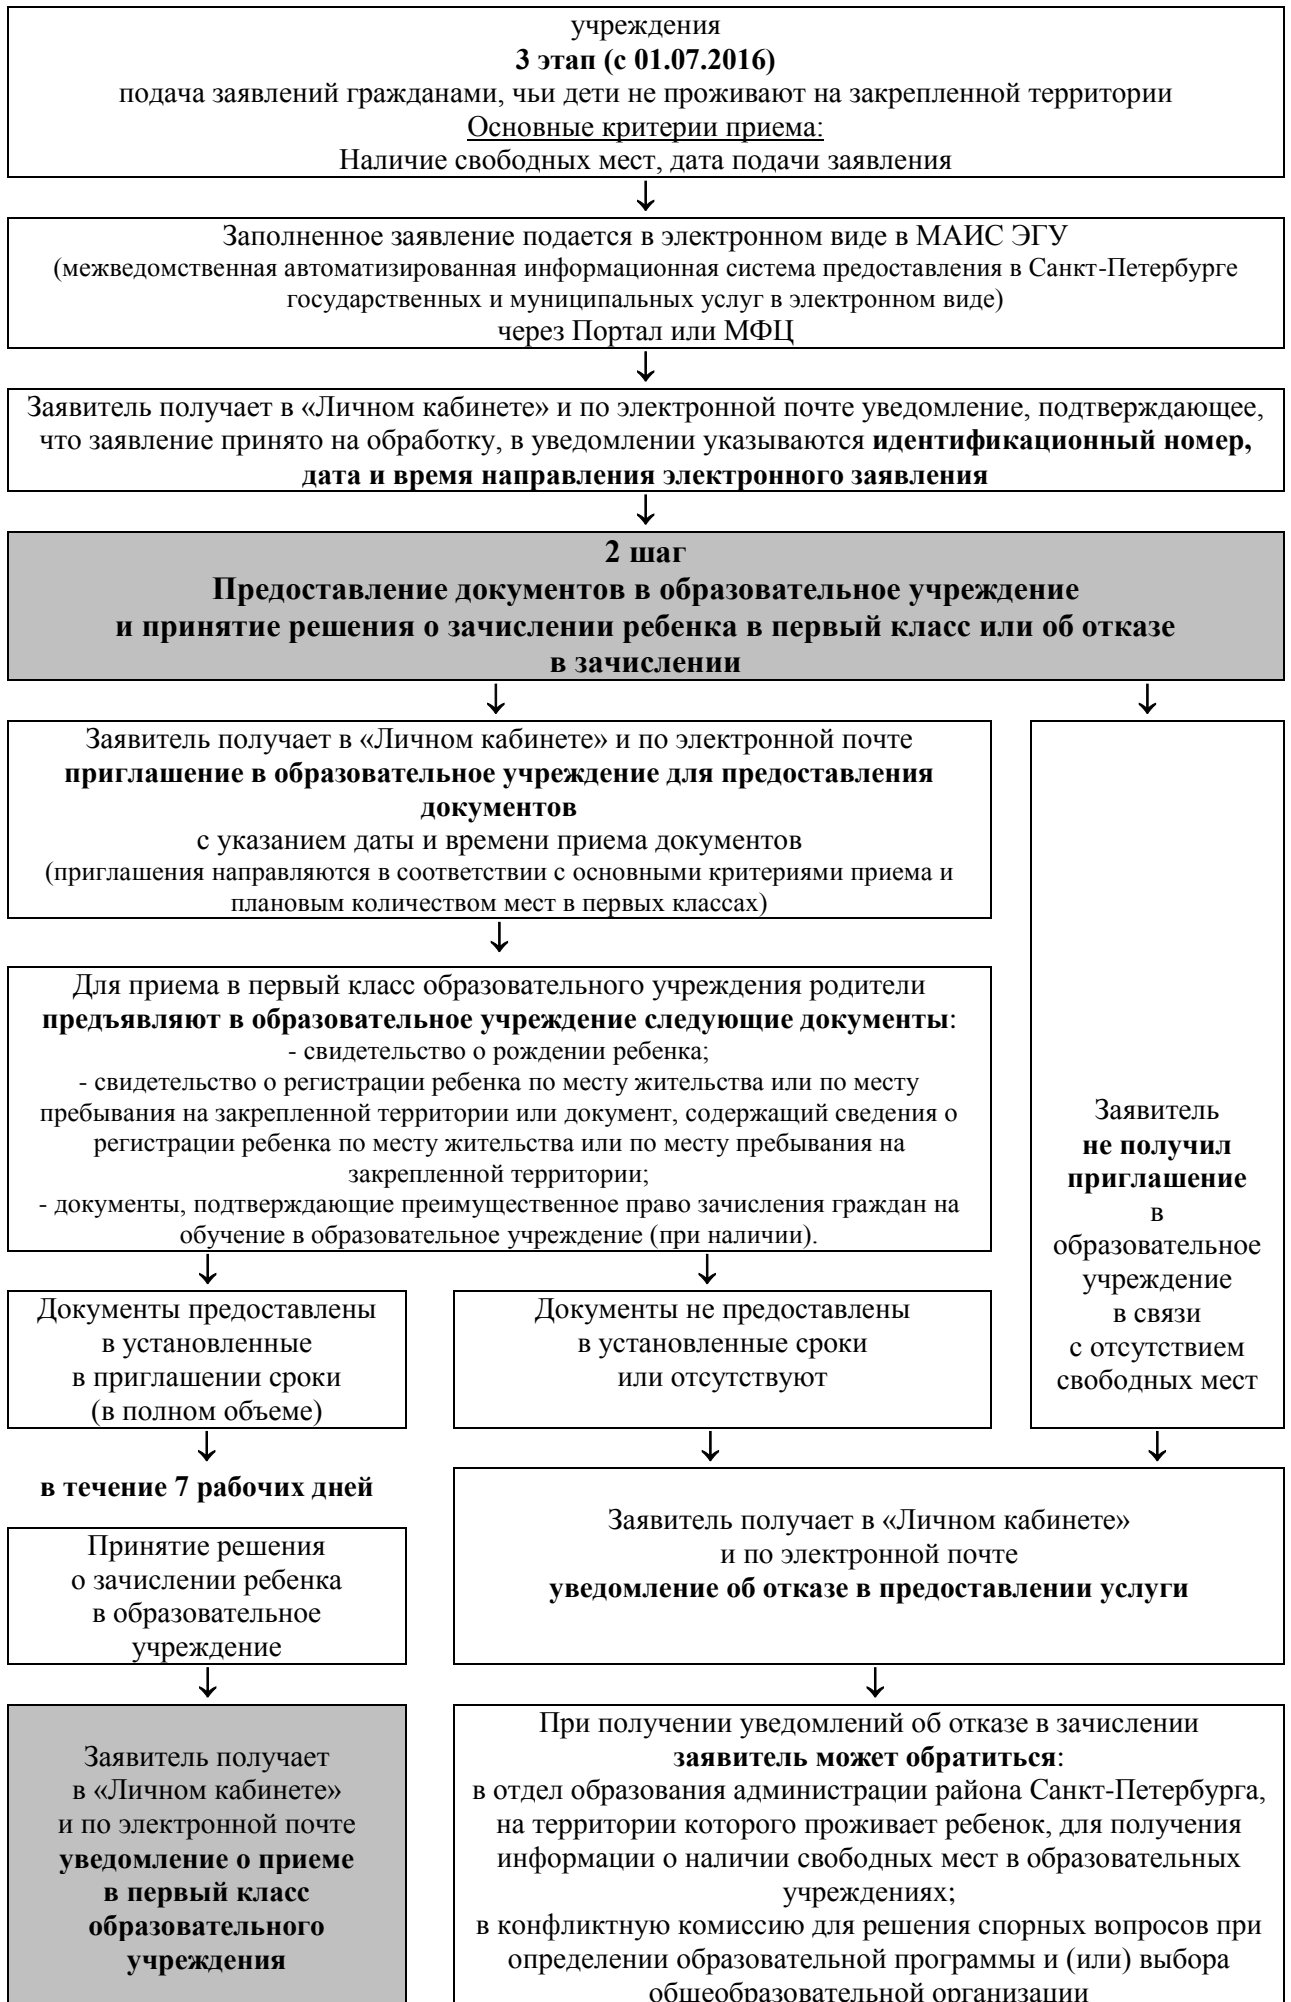 учреждения
3 этап (с 01.07.2016)
подача заявлений гражданами, чьи дети не проживают на закрепленной территории
Основные критерии приема:
Наличие свободных мест, дата подачи заявления
↓
Заполненное заявление подается в электронном виде в МАИС ЭГУ
(межведомственная автоматизированная информационная система предоставления в Санкт-Петербурге
государственных и муниципальных услуг в электронном виде)
через Портал или МФЦ
↓
Заявитель получает в «Личном кабинете» и по электронной почте уведомление, подтверждающее,
что заявление принято на обработку, в уведомлении указываются идентификационный номер,
дата и время направления электронного заявления
↓
2 шаг
Предоставление документов в образовательное учреждение
и принятие решения о зачислении ребенка в первый класс или об отказе
в зачислении
↓ ↓
Заявитель получает в «Личном кабинете» и по электронной почте
приглашение в образовательное учреждение для предоставления
документов
с указанием даты и времени приема документов
(приглашения направляются в соответствии с основными критериями приема и
плановым количеством мест в первых классах)
↓
Для приема в первый класс образовательного учреждения родители
предъявляют в образовательное учреждение следующие документы:
- свидетельство о рождении ребенка;
- свидетельство о регистрации ребенка по месту жительства или по месту
пребывания на закрепленной территории или документ, содержащий сведения о
регистрации ребенка по месту жительства или по месту пребывания на
закрепленной территории;
- документы, подтверждающие преимущественное право зачисления граждан на
обучение в образовательное учреждение (при наличии).
Заявитель
не получил
приглашение
в
образовательное
учреждение
в связи
с отсутствием
свободных мест
↓ ↓
Документы предоставлены
в установленные
в приглашении сроки
(в полном объеме)
Документы не предоставлены
в установленные сроки
или отсутствуют
↓ ↓ ↓
в течение 7 рабочих дней
Принятие решения
о зачислении ребенка
в образовательное
учреждение
Заявитель получает в «Личном кабинете»
и по электронной почте
уведомление об отказе в предоставлении услуги
↓ ↓
Заявитель получает
в «Личном кабинете»
и по электронной почте
уведомление о приеме
в первый класс
образовательного
учреждения
При получении уведомлений об отказе в зачислении
заявитель может обратиться:
в отдел образования администрации района Санкт-Петербурга,
на территории которого проживает ребенок, для получения
информации о наличии свободных мест в образовательных
учреждениях;
в конфликтную комиссию для решения спорных вопросов при
определении образовательной программы и (или) выбора
общеобразовательной организации